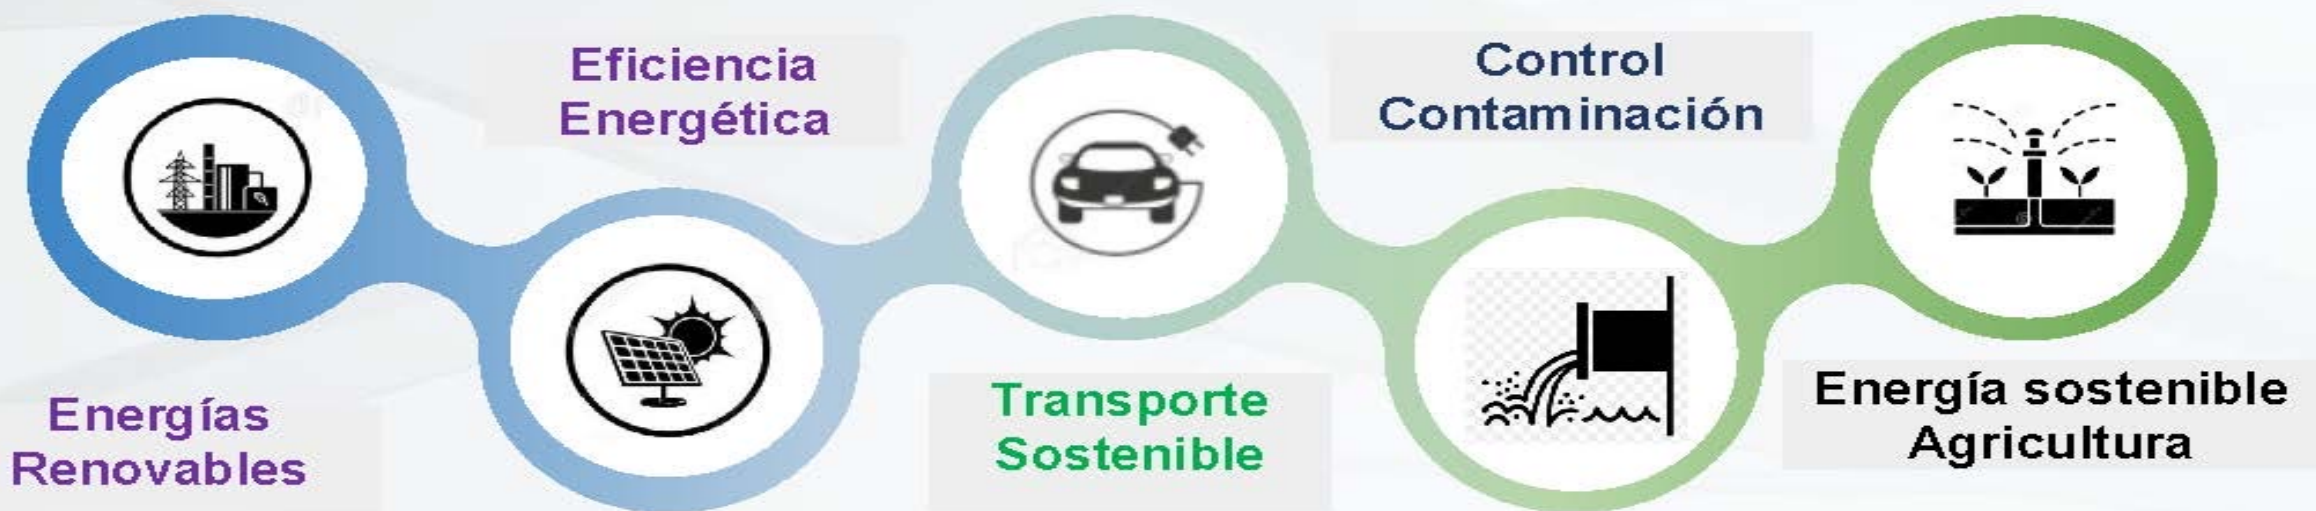 Energías
Renovables
Eficiencia
Energética
Transporte
Sostenible
Control
Contaminación
Energía sostenible
Agricultura